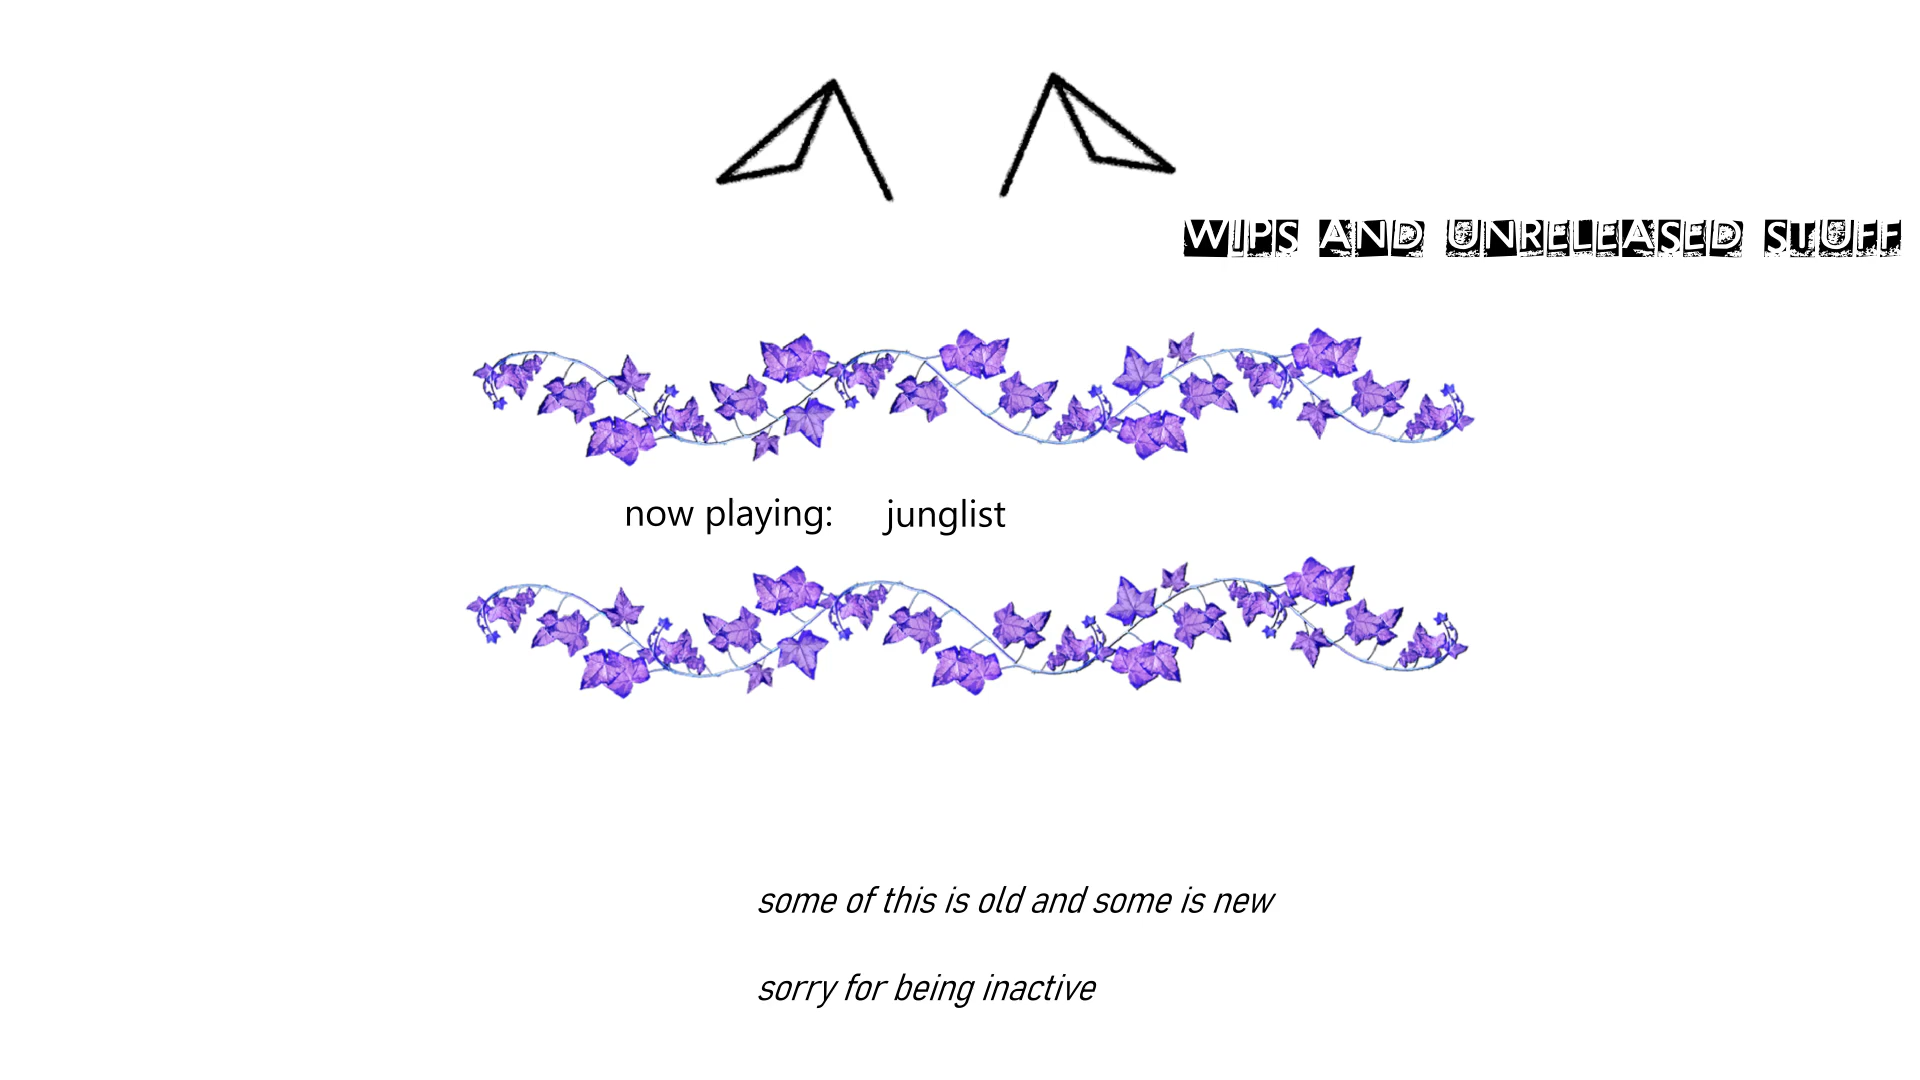 WIPS AND UNRELEASED STUFF
now playing: junglist
some of this is old and some is new
sorry for being inactive